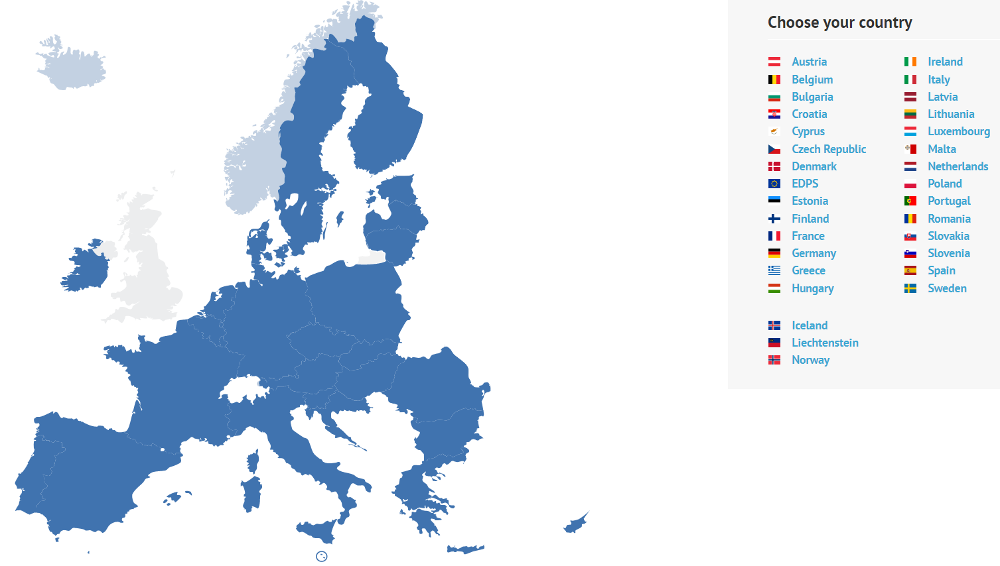 Choose your country
Austria
Belgium
Bulgaria
Croatia
Cyprus
Czech Republic
Denmark
EDPS
Estonia
Finland
France
Germany
Greece
Hungary
Ireland
Italy
Latvia
Lithuania
Luxembourg
Malta
Netherlands
Poland
Portugal
Romania
Slovakia
Slovenia
Spain
Sweden
Iceland
Liechtenstein
Norway